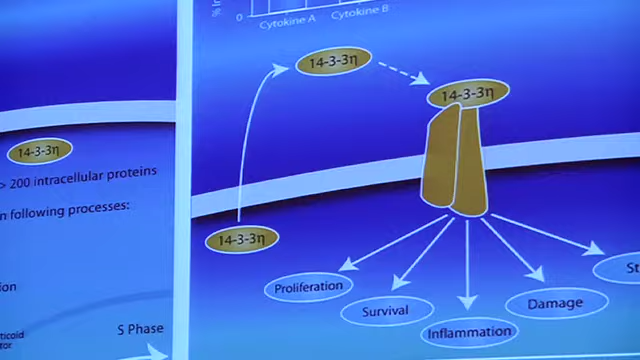 0
Cytokine A
Cytokine B
14-3-3η
14-3-3η
14-3-3η
> 200 intracellular proteins
following processes:
14-3-3η
Proliferation
Survival
Inflammation
Damage
S Phase